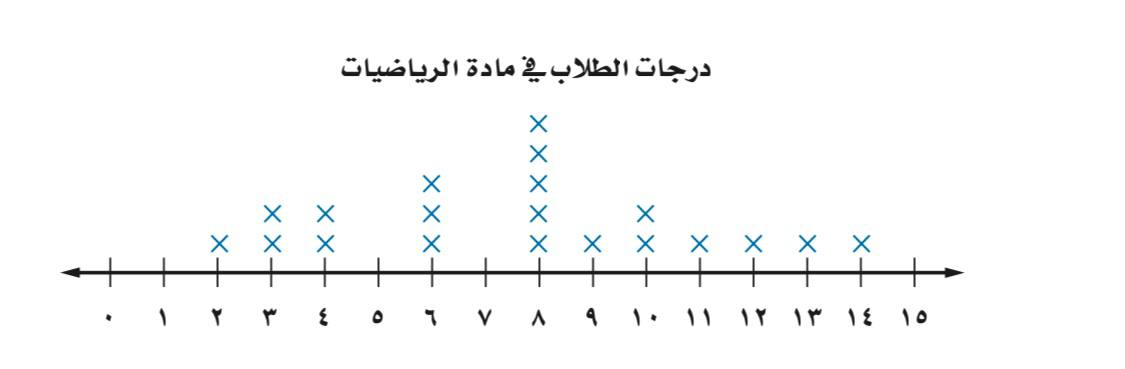 درجات الطلاب في مادة الرياضيات
٠ ١ ٢ ٣ ٤ ٥ ٦ ٧ ٨ ٩ ١٠ ١١ ١٢ ١٣ ١٤ ١٥